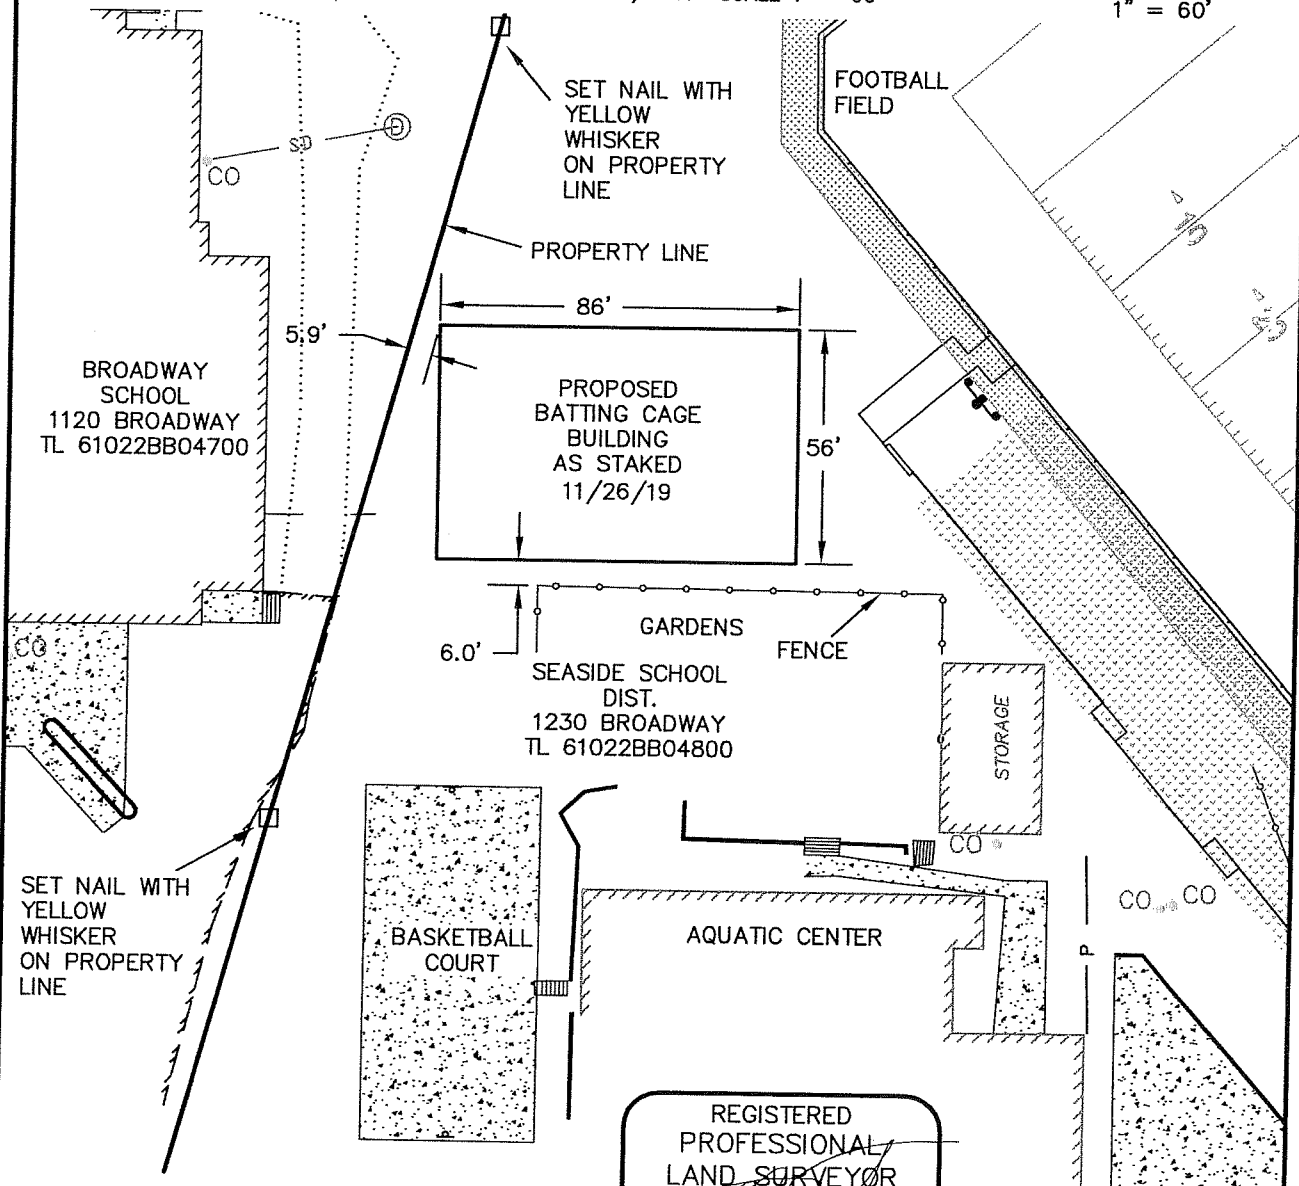 1" = 60'
FOOTBALL
FIELD
SET NAIL WITH
YELLOW
WHISKER
ON PROPERTY
LINE
SD
D
CO
PROPERTY LINE
10
86'
5.9'
BROADWAY
SCHOOL
1120 BROADWAY
TL 61022BB04700
PROPOSED
BATTING CAGE
BUILDING
AS STAKED
11/26/19
56'
GARDENS
FENCE
6.0'
CO
SEASIDE SCHOOL
DIST.
1230 BROADWAY
TL 61022BB04800
STORAGE
CO
SET NAIL WITH
YELLOW
WHISKER
ON PROPERTY
LINE
CO CO
BASKETBALL
COURT
AQUATIC CENTER
P
REGISTERED
PROFESSIONAL
LAND SURVEYOR